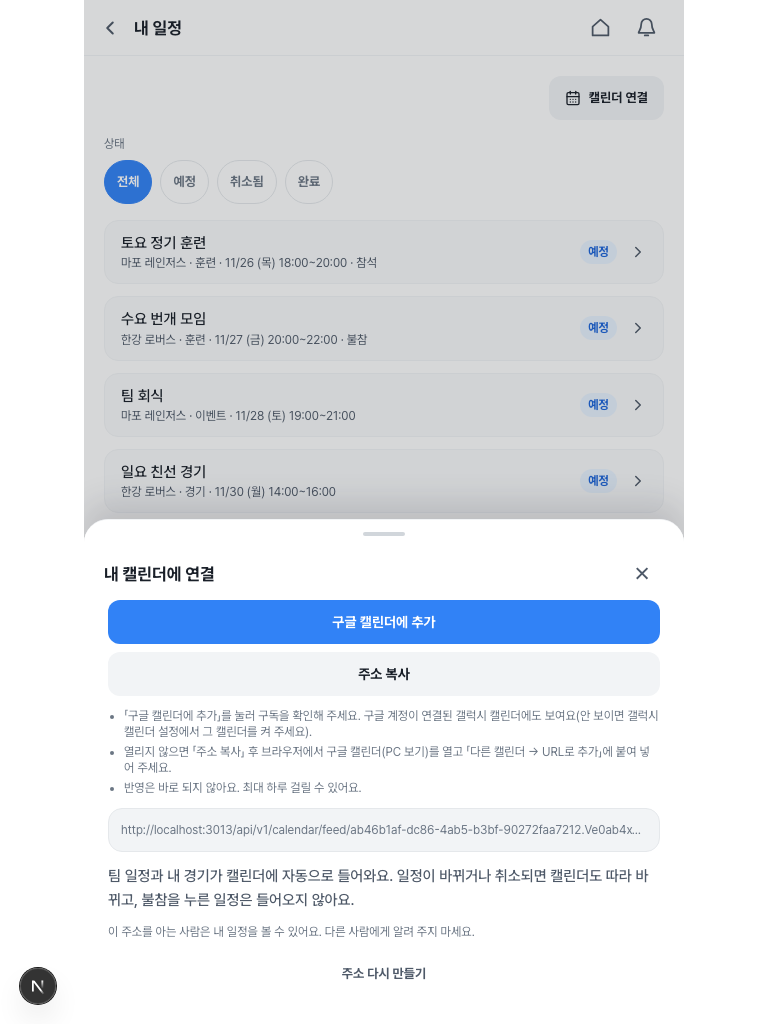 내 일정
캘린더 연결
상태
전체
예정
취소됨
완료
토요 정기 훈련
마포 레인저스 · 훈련 · 11/26 (목) 18:00~20:00 · 참석
예정
수요 번개 모임
한강 로버스 · 훈련 · 11/27 (금) 20:00~22:00 · 불참
예정
팀 회식
마포 레인저스 · 이벤트 · 11/28 (토) 19:00~21:00
예정
일요 친선 경기
한강 로버스 · 경기 · 11/30 (월) 14:00~16:00
예정
내 캘린더에 연결
구글 캘린더에 추가
주소 복사
• 「구글 캘린더에 추가」를 눌러 구독을 확인해 주세요. 구글 계정이 연결된 갤럭시 캘린더에도 보여요(안 보이면 갤럭시
캘린더 설정에서 그 캘린더를 켜 주세요).
• 열리지 않으면 「주소 복사」 후 브라우저에서 구글 캘린더(PC 보기)를 열고 「다른 캘린더 → URL로 추가」에 붙여 넣
어 주세요.
• 반영은 바로 되지 않아요. 최대 하루 걸릴 수 있어요.
http://localhost:3013/api/v1/calendar/feed/ab46b1af-dc86-4ab5-b3bf-90272faa7212.Ve0ab4x...
팀 일정과 내 경기가 캘린더에 자동으로 들어와요. 일정이 바뀌거나 취소되면 캘린더도 따라 바
뀌고, 불참을 누른 일정은 들어오지 않아요.
이 주소를 아는 사람은 내 일정을 볼 수 있어요. 다른 사람에게 알려 주지 마세요.
주소 다시 만들기
N